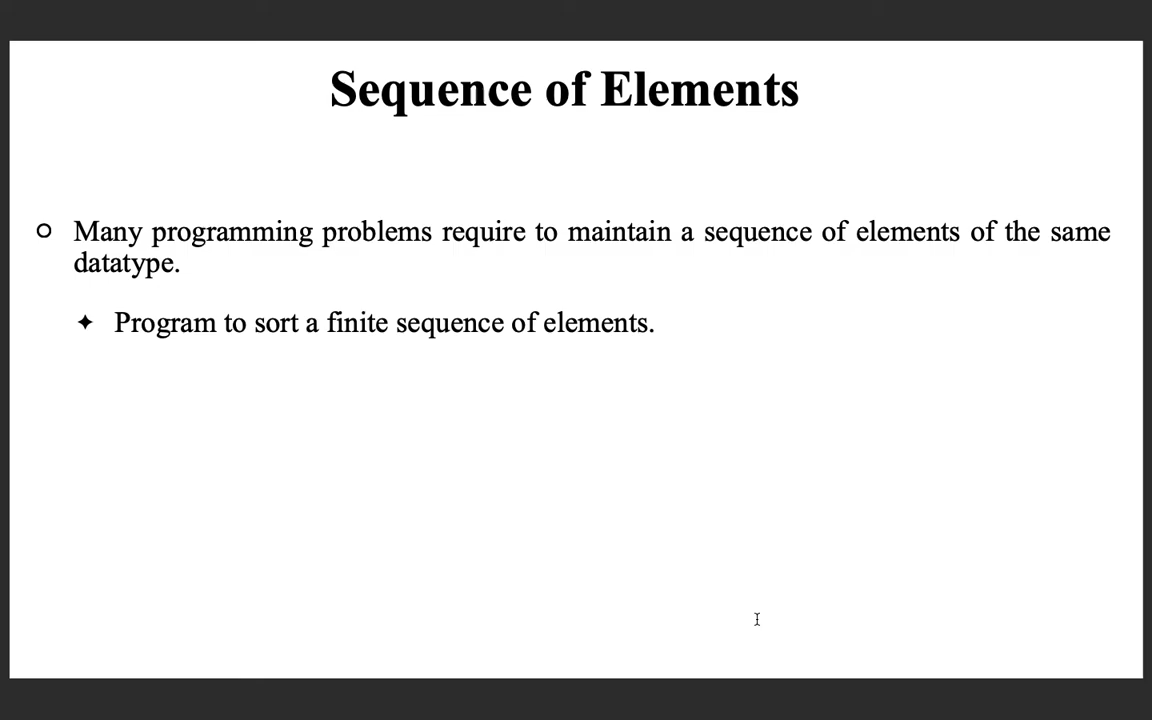 Sequence of Elements
Many programming problems require to maintain a sequence of elements of the same
datatype.
Program to sort a finite sequence of elements.